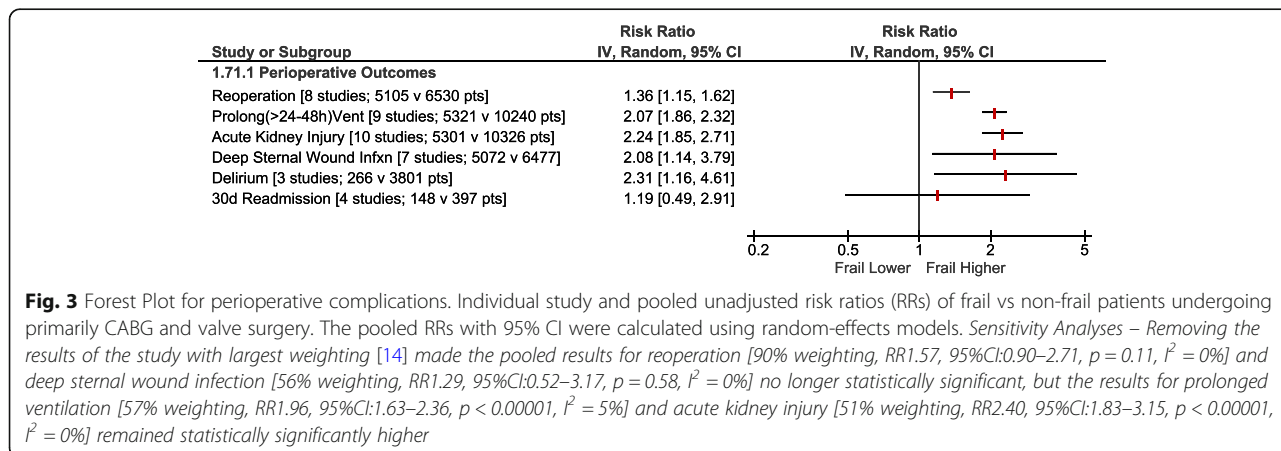 Risk Ratio Risk Ratio
Study or Subgroup IV, Random, 95% CI IV, Random, 95% CI
1.71.1 Perioperative Outcomes
Reoperation [8 studies; 5105 v 6530 pts] 1.36 [1.15, 1.62]
Prolong(>24-48h)Vent [9 studies; 5321 v 10240 pts] 2.07 [1.86, 2.32]
Acute Kidney Injury [10 studies; 5301 v 10326 pts] 2.24 [1.85, 2.71]
Deep Sternal Wound Infxn [7 studies; 5072 v 6477] 2.08 [1.14, 3.79]
Delirium [3 studies; 266 v 3801 pts] 2.31 [1.16, 4.61]
30d Readmission [4 studies; 148 v 397 pts] 1.19 [0.49, 2.91]
0.2 0.5 1 2 5
Frail Lower Frail Higher
Fig. 3 Forest Plot for perioperative complications. Individual study and pooled unadjusted risk ratios (RRs) of frail vs non-frail patients undergoing
primarily CABG and valve surgery. The pooled RRs with 95% CI were calculated using random-effects models. Sensitivity Analyses – Removing the
results of the study with largest weighting [14] made the pooled results for reoperation [90% weighting, RR1.57, 95%CI:0.90–2.71, p = 0.11, I² = 0%] and
deep sternal wound infection [56% weighting, RR1.29, 95%CI:0.52–3.17, p = 0.58, I² = 0%] no longer statistically significant, but the results for prolonged
ventilation [57% weighting, RR1.96, 95%CI:1.63–2.36, p < 0.00001, I² = 5%] and acute kidney injury [51% weighting, RR2.40, 95%CI:1.83–3.15, p < 0.00001,
I² = 0%] remained statistically significantly higher